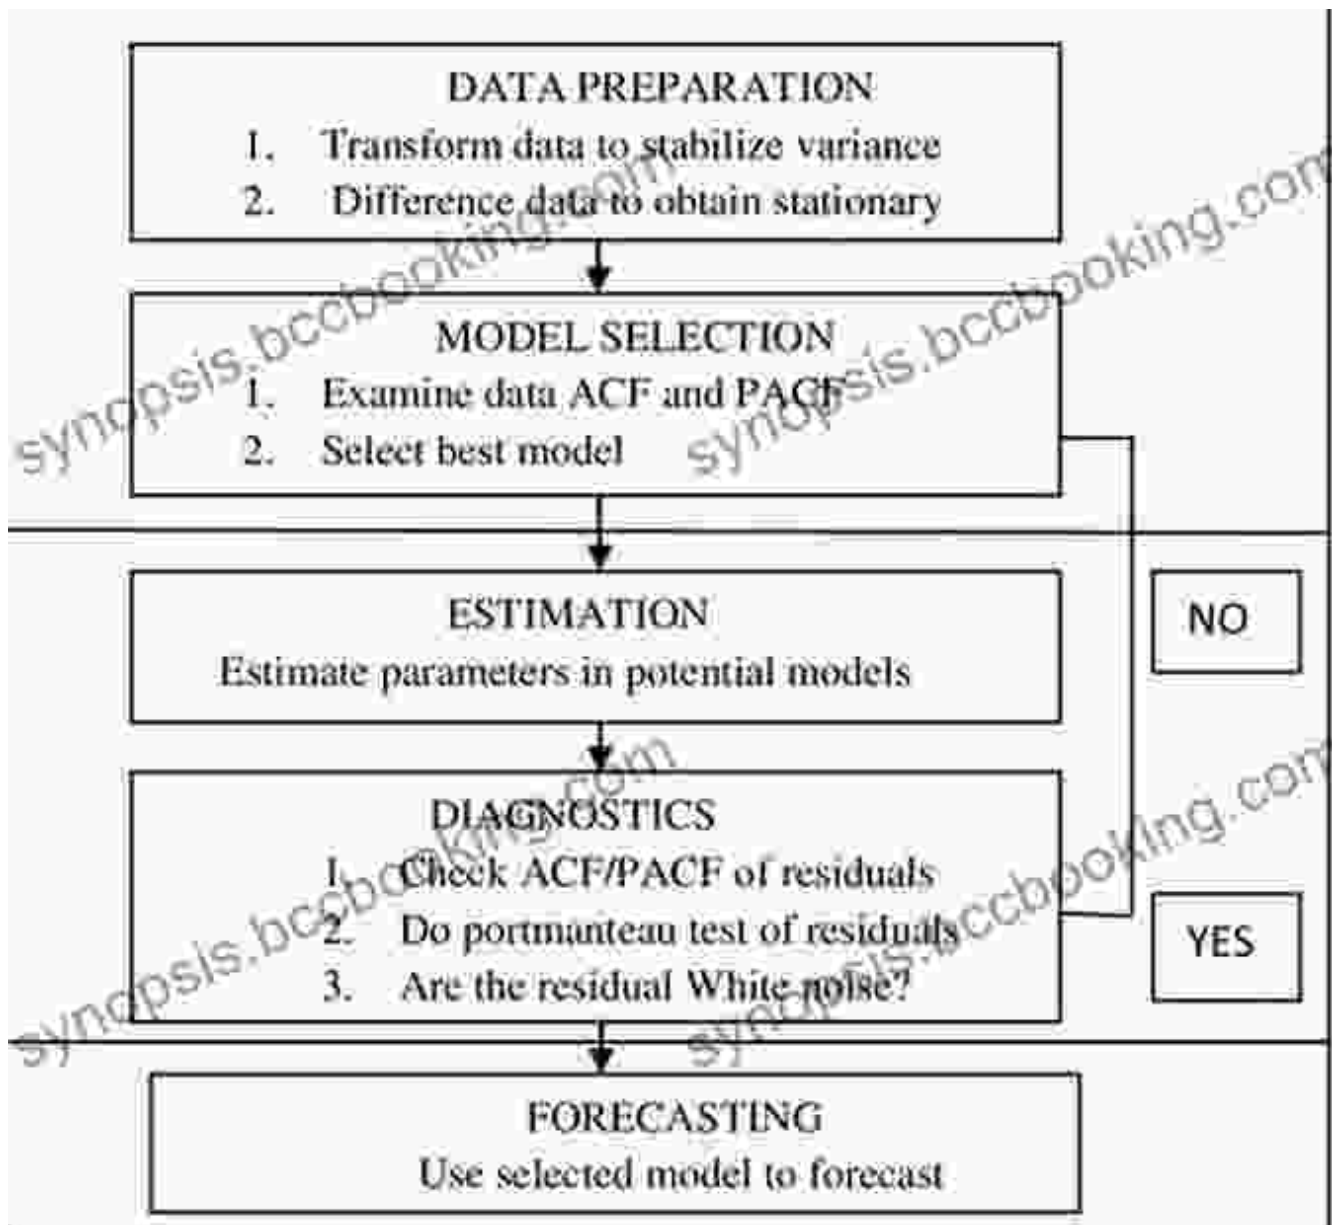 DATA PREPARATION
1. Transform data to stabilize variance
2. Difference data to obtain stationary
MODEL SELECTION
1. Examine data ACF and PACF
2. Select best model
ESTIMATION
Estimate parameters in potential models
NO
DIAGNOSTICS
1. Check ACF/PACF of residuals
2. Do portmanteau test of residuals
3. Are the residual White noise?
YES
FORECASTING
Use selected model to forecast
synopsis.bccbooking.com
synopsis.bccbooking.com
synopsis.bccbooking.com
synopsis.bccbooking.com